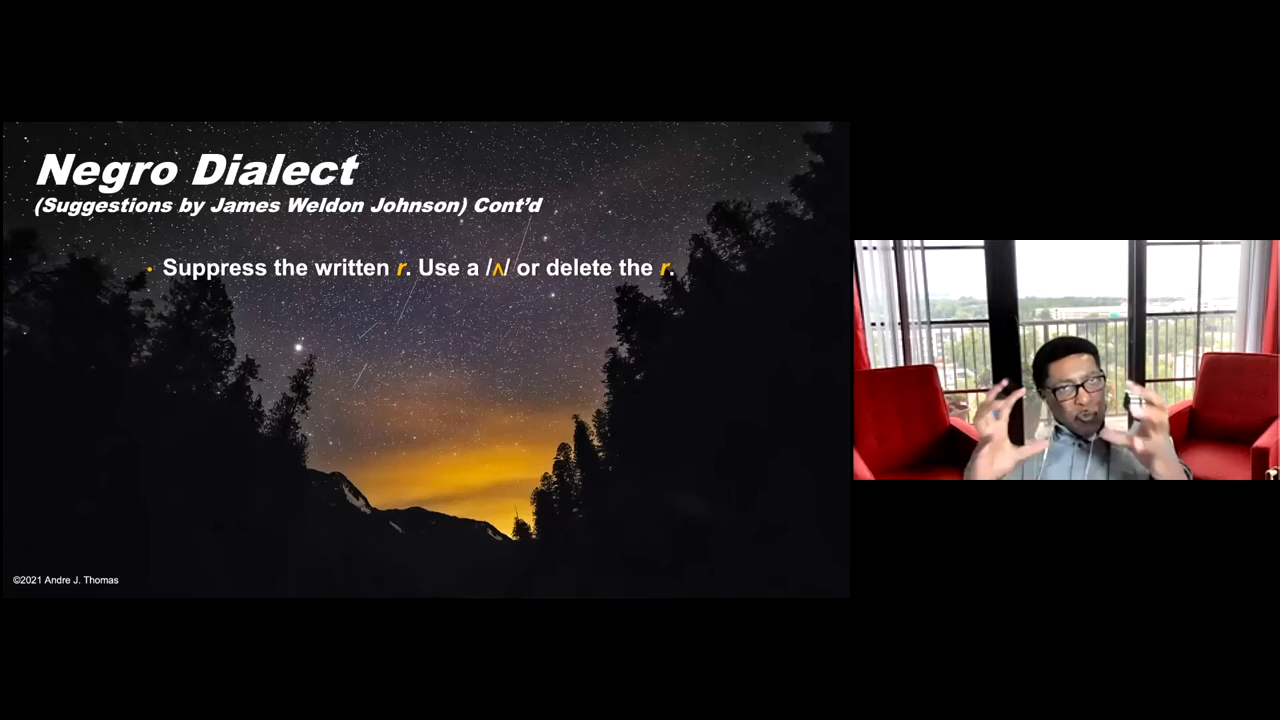 Negro Dialect
(Suggestions by James Weldon Johnson) Cont'd
• Suppress the written r. Use a /ʌ/ or delete the r.
©2021 Andre J. Thomas